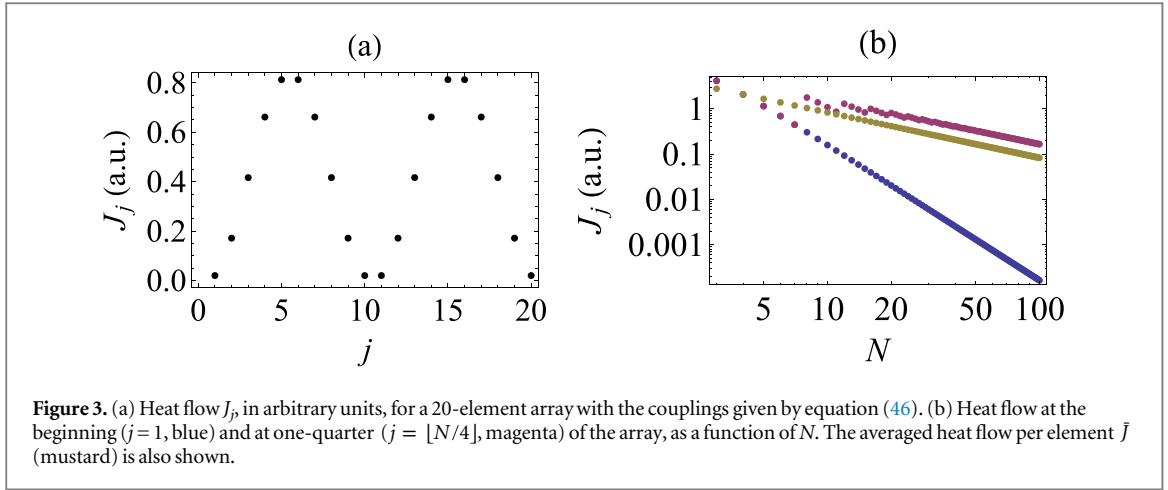 (a)
(b)
J_j (a.u.)
0.8
0.6
0.4
0.2
0.0
0 5 10 15 20
j
J_j (a.u.)
1
0.1
0.01
0.001
5 10 20 50 100
N
Figure 3. (a) Heat flow J_j, in arbitrary units, for a 20-element array with the couplings given by equation (46). (b) Heat flow at the
beginning (j = 1, blue) and at one-quarter (j = ⌊N/4⌋, magenta) of the array, as a function of N. The averaged heat flow per element J̄
(mustard) is also shown.